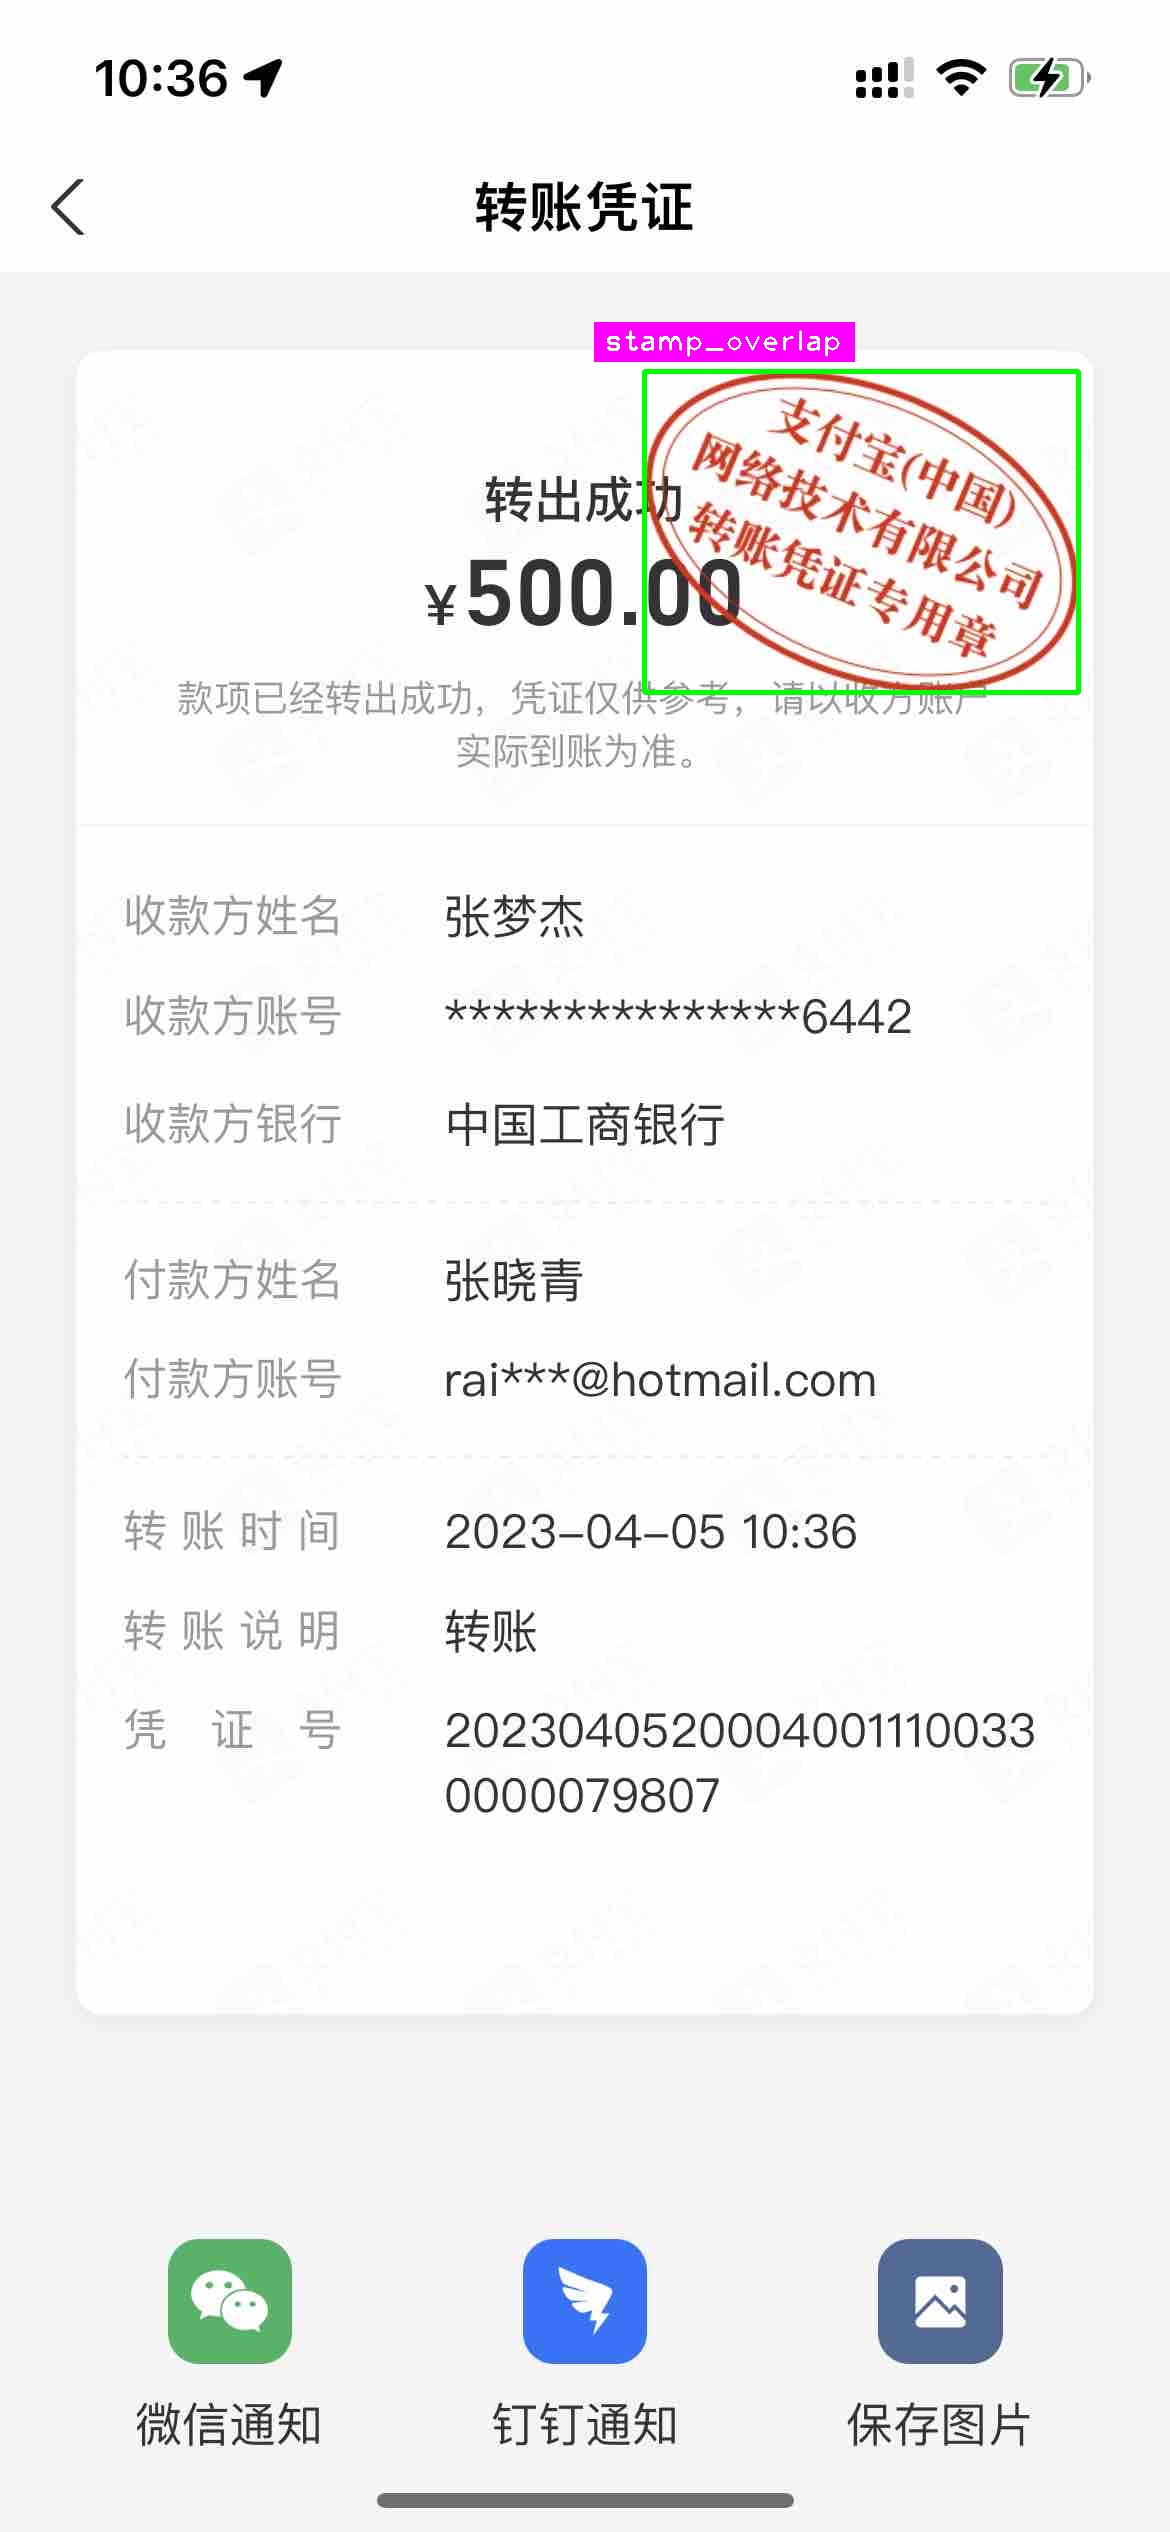 10:36
转账凭证
stamp_overlap
支付宝(中国)
网络技术有限公司
转账凭证专用章
转出成功
¥500.00
款项已经转出成功，凭证仅供参考，请以收方账户
实际到账为准。
收款方姓名 张梦杰
收款方账号 ***************6442
收款方银行 中国工商银行
付款方姓名 张晓青
付款方账号 rai***@hotmail.com
转账时间 2023-04-05 10:36
转账说明 转账
凭证号 2023040520004001110033
0000079807
微信通知 钉钉通知 保存图片